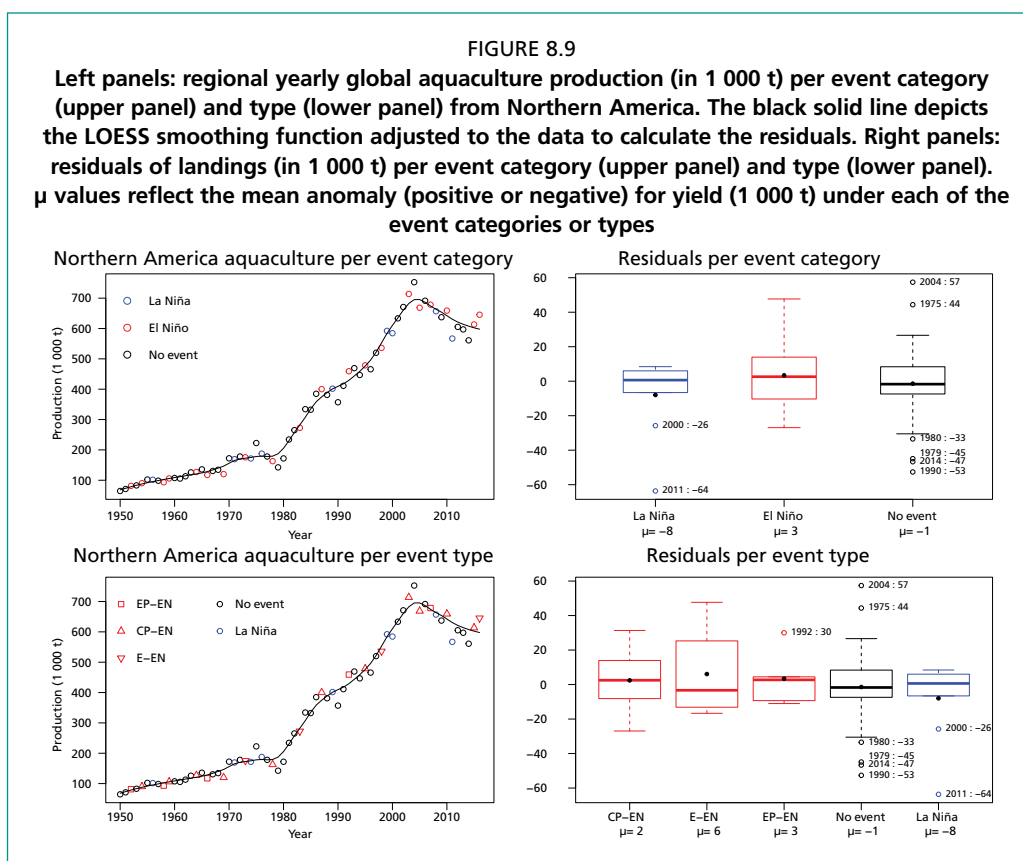 FIGURE 8.9
Left panels: regional yearly global aquaculture production (in 1 000 t) per event category
(upper panel) and type (lower panel) from Northern America. The black solid line depicts
the LOESS smoothing function adjusted to the data to calculate the residuals. Right panels:
residuals of landings (in 1 000 t) per event category (upper panel) and type (lower panel).
µ values reflect the mean anomaly (positive or negative) for yield (1 000 t) under each of the
event categories or types
Northern America aquaculture per event category
Production (1 000 t)
700
600
500
400
300
200
100
La Niña
El Niño
No event
1950 1960 1970 1980 1990 2000 2010
Year
Residuals per event category
60
40
20
0
−20
−40
−60
2004 : 57
1975 : 44
2000 : −26
1980 : −33
1979 : −45
2014 : −47
1990 : −53
2011 : −64
La Niña El Niño No event
µ= −8 µ= 3 µ= −1
Northern America aquaculture per event type
Production (1 000 t)
700
600
500
400
300
200
100
EP−EN No event
CP−EN La Niña
E−EN
1950 1960 1970 1980 1990 2000 2010
Year
Residuals per event type
60
40
20
0
−20
−40
−60
2004 : 57
1975 : 44
1992 : 30
2000 : −26
1980 : −33
1979 : −45
2014 : −47
1990 : −53
2011 : −64
CP−EN E−EN EP−EN No event La Niña
µ= 2 µ= 6 µ= 3 µ= −1 µ= −8